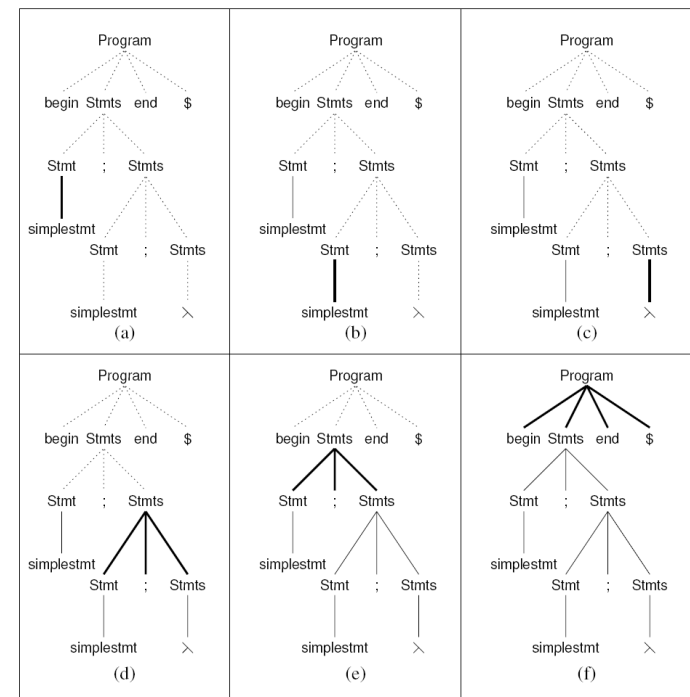 Program
begin Stmts end $
Stmt ; Stmts
simplestmt
Stmt ; Stmts
simplestmt λ
(a)
Program
begin Stmts end $
Stmt ; Stmts
simplestmt
Stmt ; Stmts
simplestmt λ
(b)
Program
begin Stmts end $
Stmt ; Stmts
simplestmt
Stmt ; Stmts
simplestmt λ
(c)
Program
begin Stmts end $
Stmt ; Stmts
simplestmt
Stmt ; Stmts
simplestmt λ
(d)
Program
begin Stmts end $
Stmt ; Stmts
simplestmt
Stmt ; Stmts
simplestmt λ
(e)
Program
begin Stmts end $
Stmt ; Stmts
simplestmt
Stmt ; Stmts
simplestmt λ
(f)